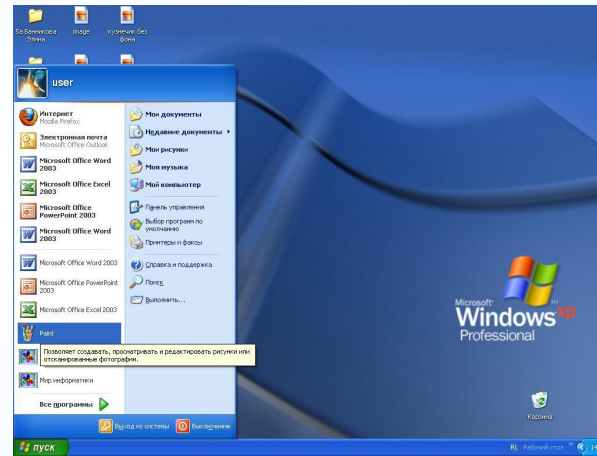 5а Банникова
Элина
image
кузнечик без
фона
user
Интернет
Mozilla Firefox
Электронная почта
Microsoft Office Outlook
Microsoft Office Word
2003
Microsoft Office Excel
2003
Microsoft Office
PowerPoint 2003
Microsoft Office Word
2003
Microsoft Office Word 2003
Microsoft Office PowerPoint
2003
Microsoft Office Excel 2003
Paint
Позволяет создавать, просматривать и редактировать рисунки или
отсканированные фотографии.
Мир информатики
Все программы
Мои документы
Недавние документы
Мои рисунки
Моя музыка
Мой компьютер
Панель управления
Выбор программ по
умолчанию
Принтеры и факсы
Справка и поддержка
Поиск
Выполнить...
Выход из системы
Выключение
Microsoft
Windows xp
Professional
Корзина
пуск
RL
Рабочий стол
»